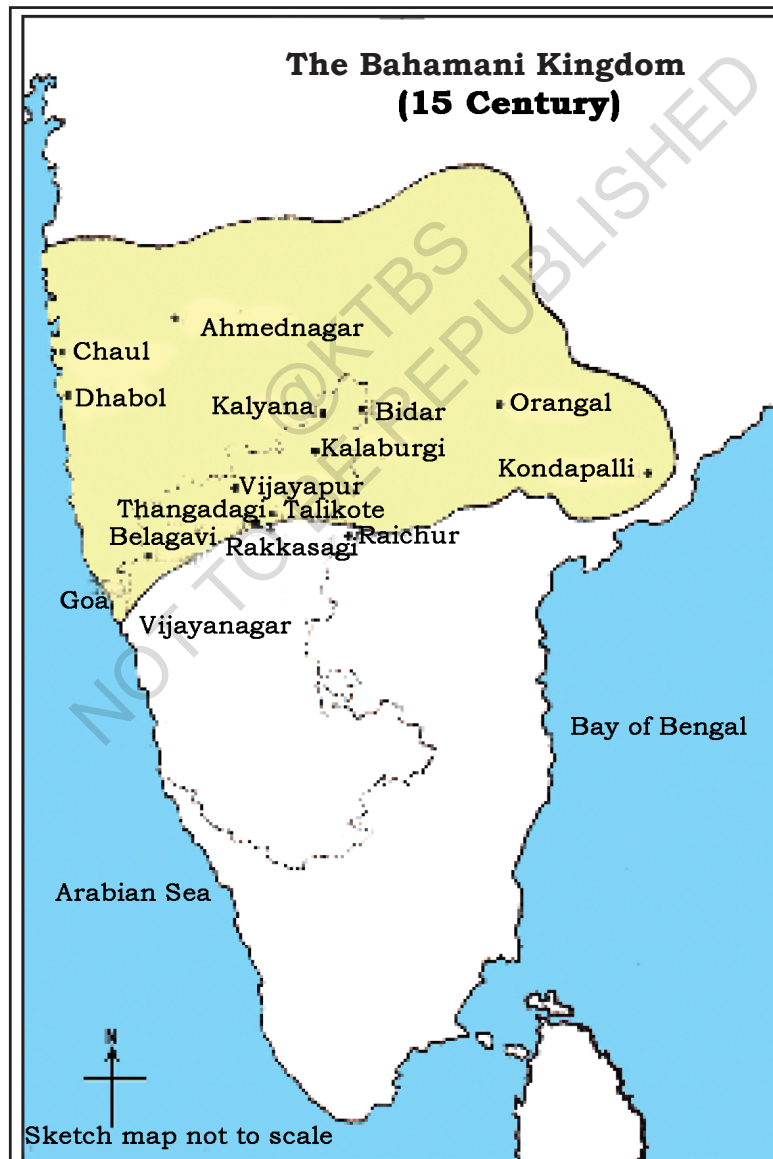 The Bahamani Kingdom
(15 Century)
Ahmednagar
Chaul
Dhabol
Kalyana
Bidar
Orangal
Kalaburgi
Kondapalli
Vijayapur
Thangadagi
Talikote
Belagavi
Rakkasagi
Raichur
Goa
Vijayanagar
Bay of Bengal
Arabian Sea
N
Sketch map not to scale
@KTBS
NOT TO BE REPUBLISHED